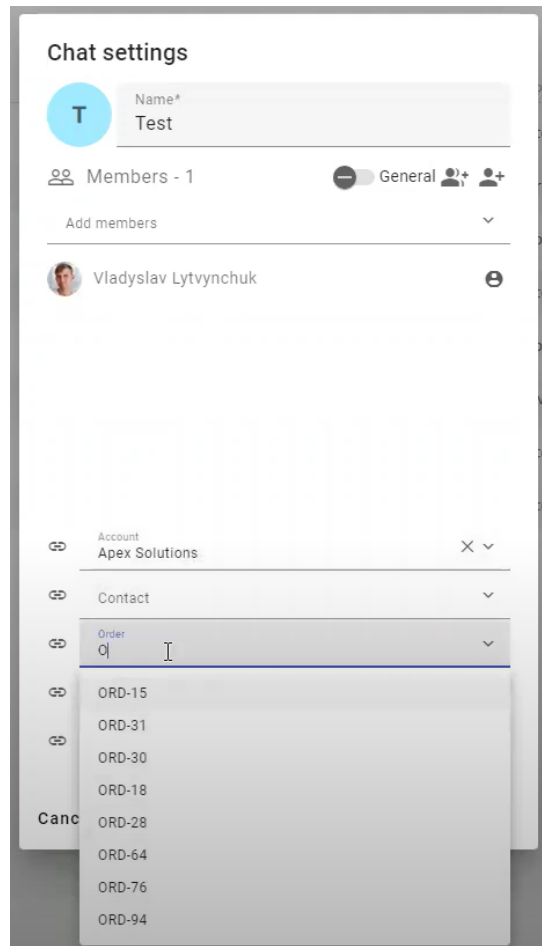 Chat settings
T
Name*
Test
Members - 1
General
Add members
Vladyslav Lytvynchuk
Account
Apex Solutions
Contact
Order
O
ORD-15
ORD-31
ORD-30
ORD-18
ORD-28
Canc
ORD-64
ORD-76
ORD-94